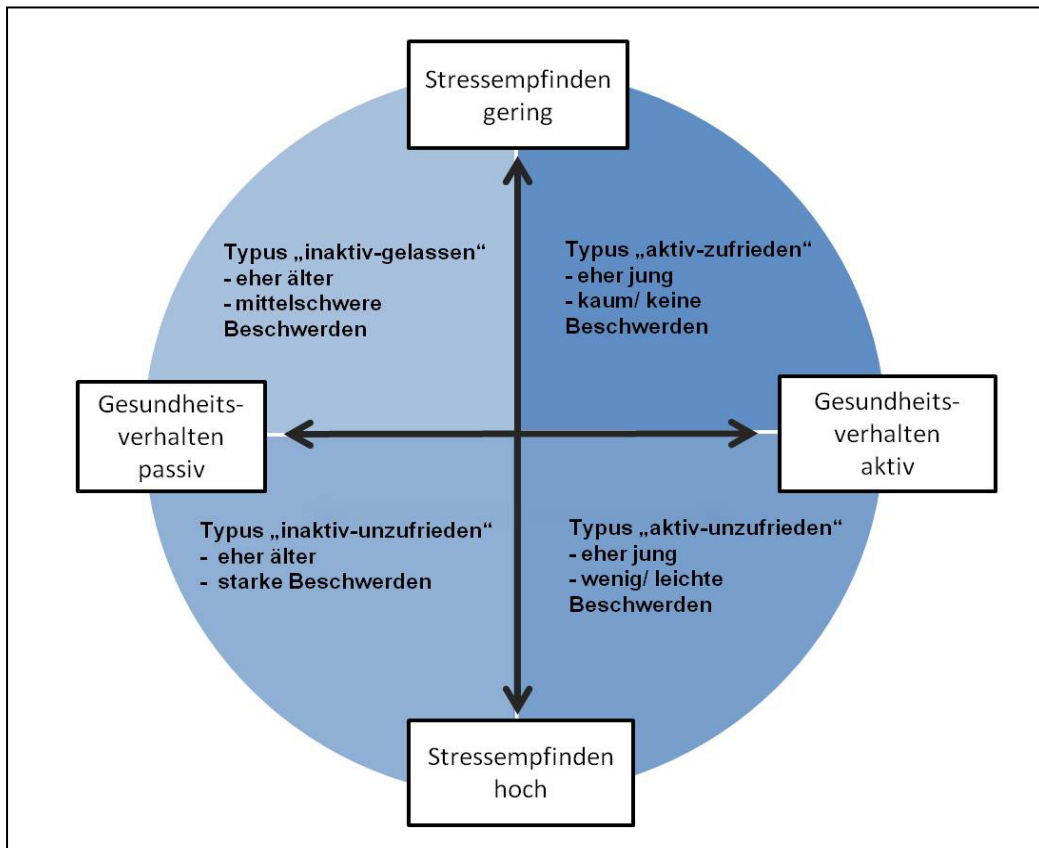 Stressempfinden
gering
Typus „inaktiv-gelassen“
- eher älter
- mittelschwere
Beschwerden
Typus „aktiv-zufrieden“
- eher jung
- kaum/ keine
Beschwerden
Gesundheits-
verhalten
passiv
Gesundheits-
verhalten
aktiv
Typus „inaktiv-unzufrieden“
- eher älter
- starke Beschwerden
Typus „aktiv-unzufrieden“
- eher jung
- wenig/ leichte
Beschwerden
Stressempfinden
hoch